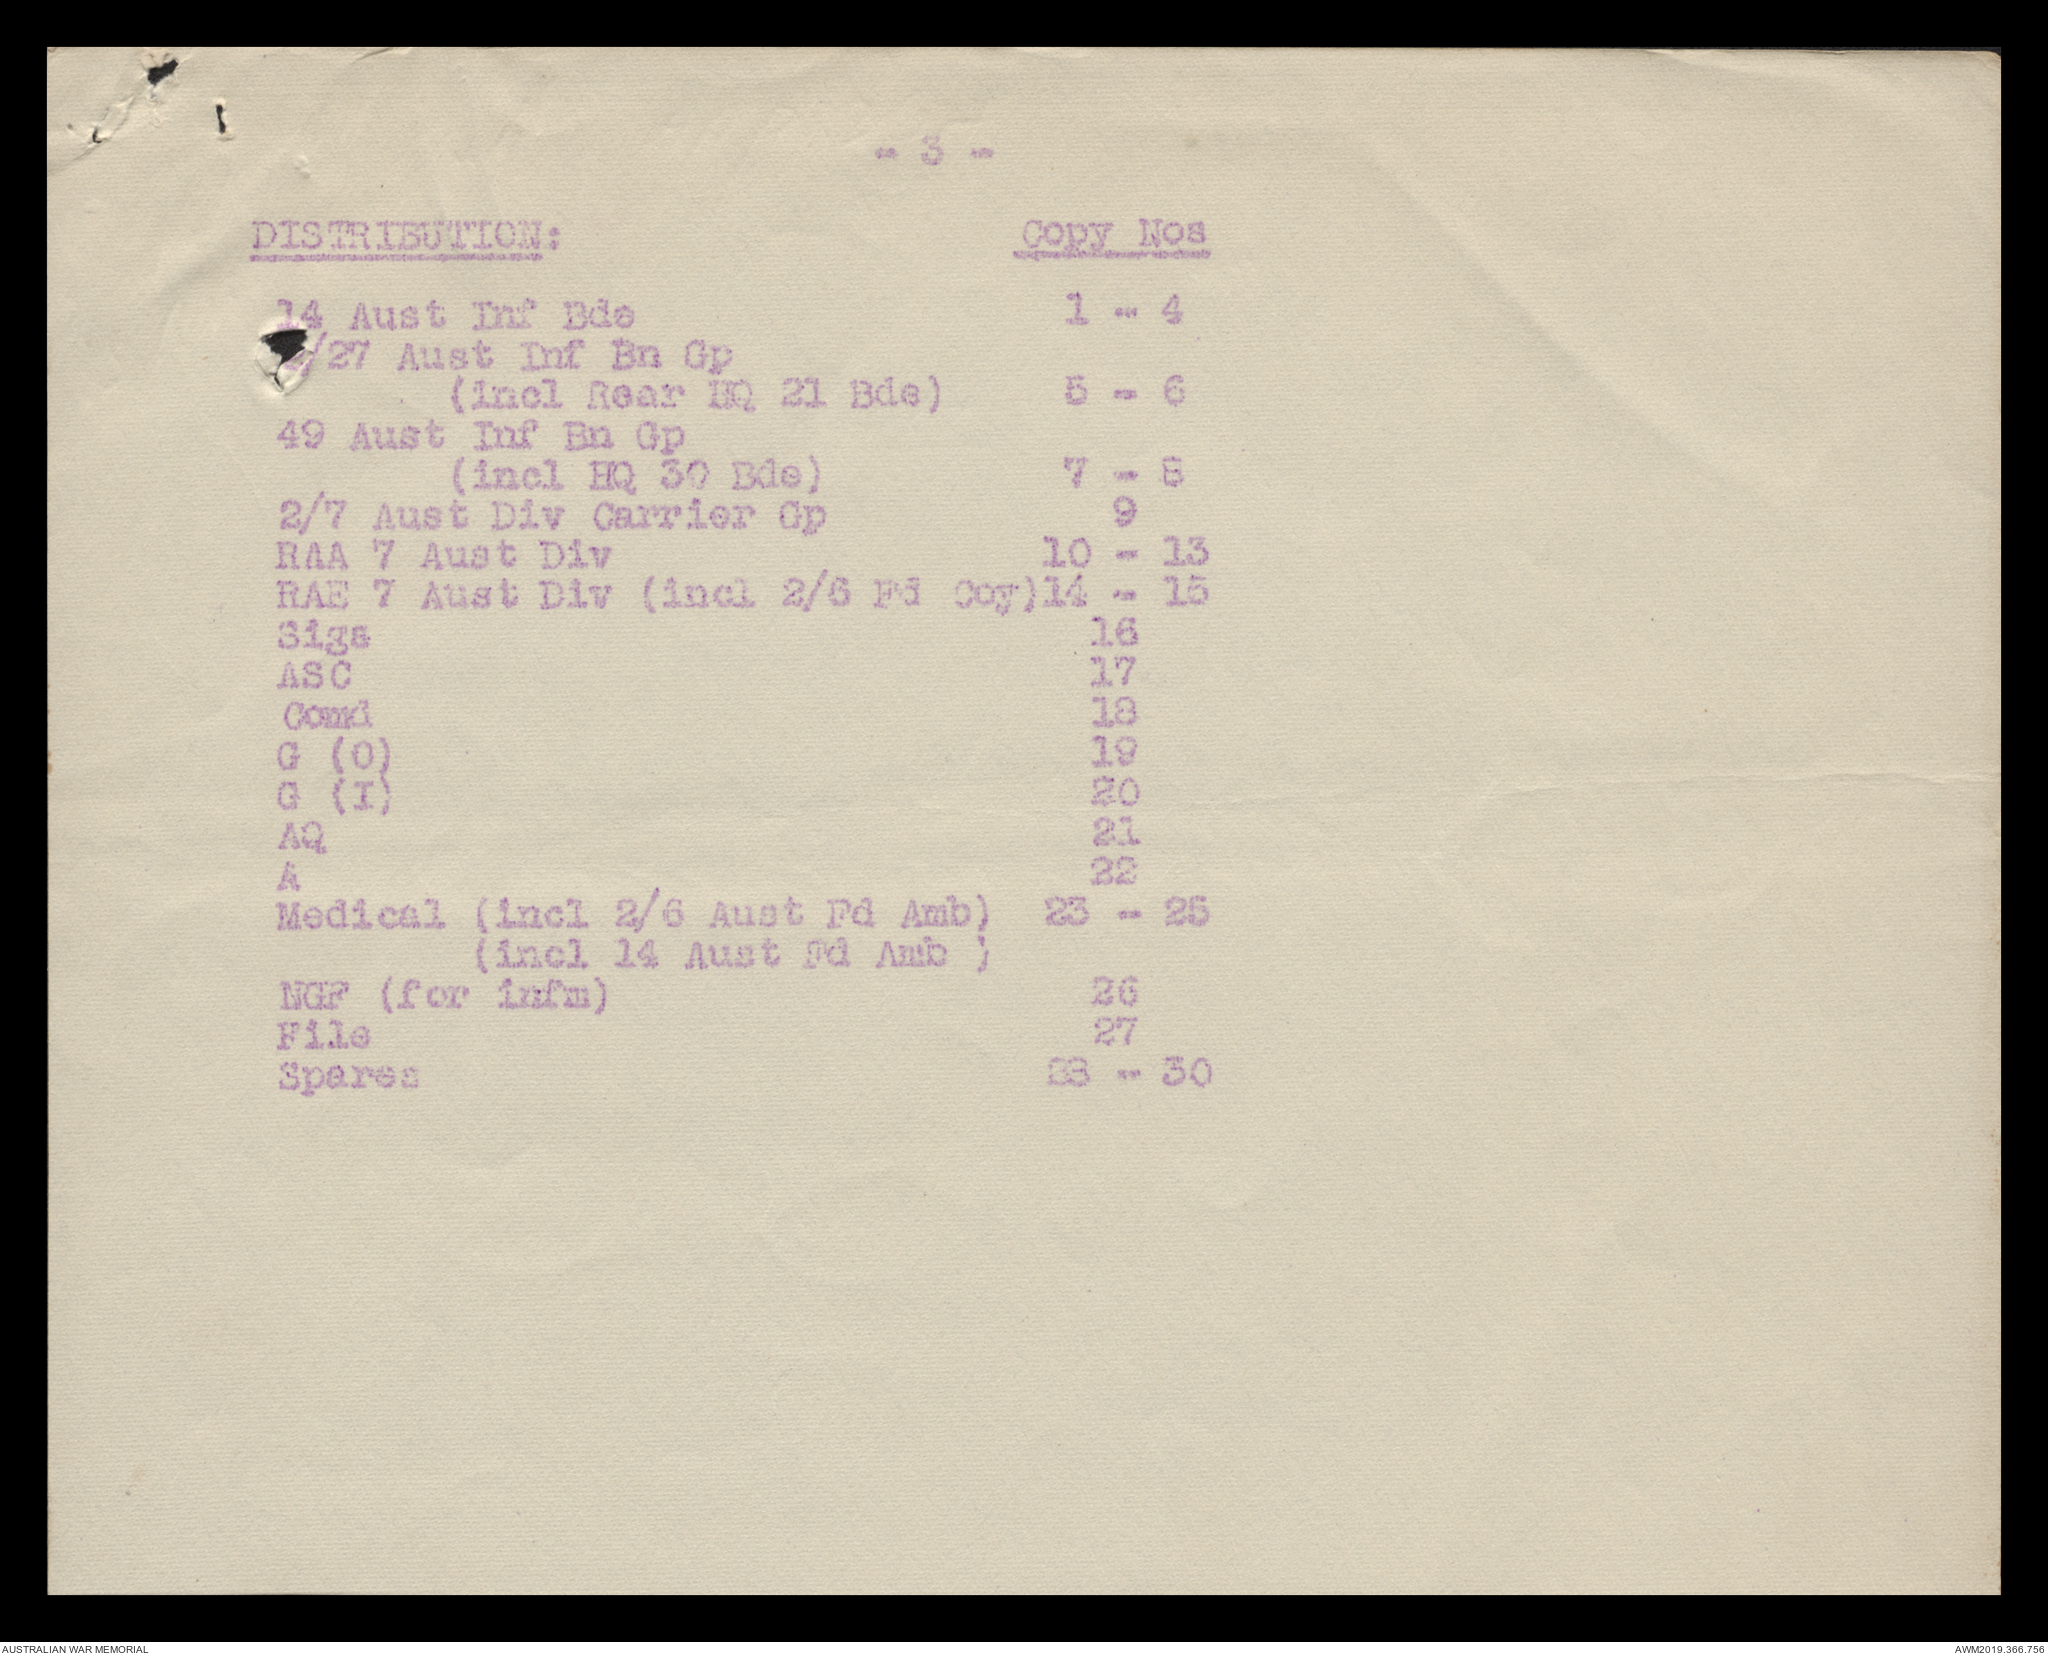 - 3 -
DISTRIBUTION: Copy Nos
14 Aust Inf Bde 1 - 4
/27 Aust Inf Bn Gp
(incl Rear HQ 21 Bde) 5 - 6
49 Aust Inf Bn Gp
(incl HQ 30 Bde) 7 - 8
2/7 Aust Div Carrier Gp 9
RAA 7 Aust Div 10 - 13
RAE 7 Aust Div (incl 2/6 Fd Coy) 14 - 15
Sigs 16
ASC 17
Comd 18
G (O) 19
G (I) 20
AQ 21
A 22
Medical (incl 2/6 Aust Fd Amb) 23 - 25
(incl 14 Aust Fd Amb )
NGF (for infm) 26
File 27
Spares 28 - 30
AUSTRALIAN WAR MEMORIAL AWM2019.366.756